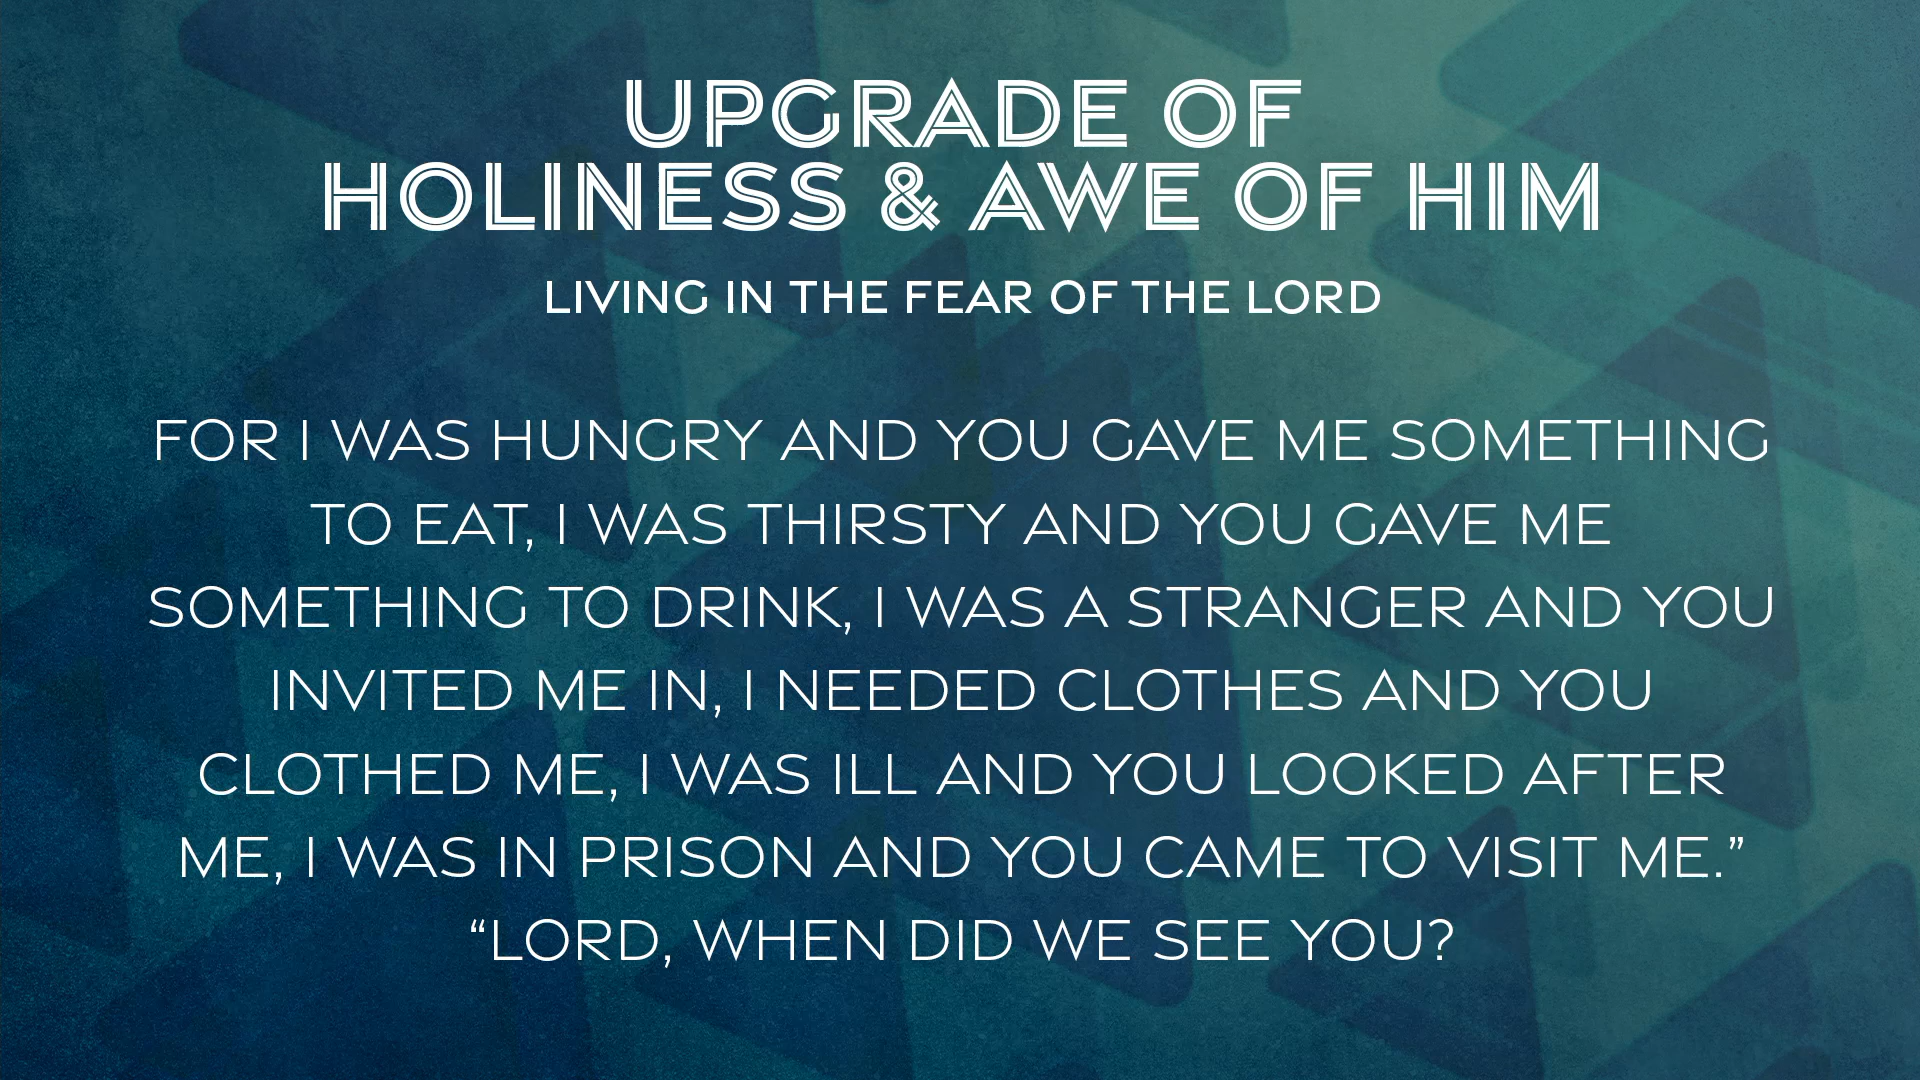 UPGRADE OF
HOLINESS & AWE OF HIM
LIVING IN THE FEAR OF THE LORD
FOR I WAS HUNGRY AND YOU GAVE ME SOMETHING
TO EAT, I WAS THIRSTY AND YOU GAVE ME
SOMETHING TO DRINK, I WAS A STRANGER AND YOU
INVITED ME IN, I NEEDED CLOTHES AND YOU
CLOTHED ME, I WAS ILL AND YOU LOOKED AFTER
ME, I WAS IN PRISON AND YOU CAME TO VISIT ME.”
“LORD, WHEN DID WE SEE YOU?